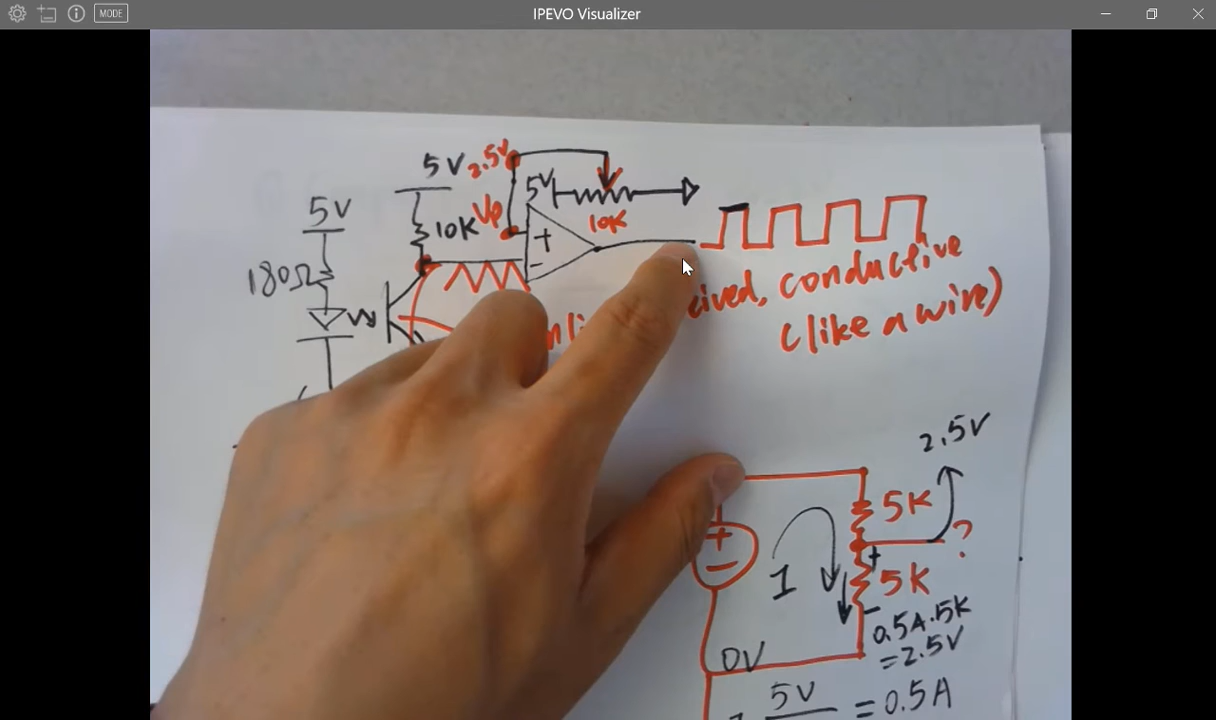 MODE
IPEVO Visualizer
5V
2.5V
5V
5V
10K
Vp
10K
180Ω
+
-
conductive
(like a wire)
2.5V
5K
?
+
-
1
+
5K
-
0.5A.5K
=2.5V
0V
5V
=0.5A